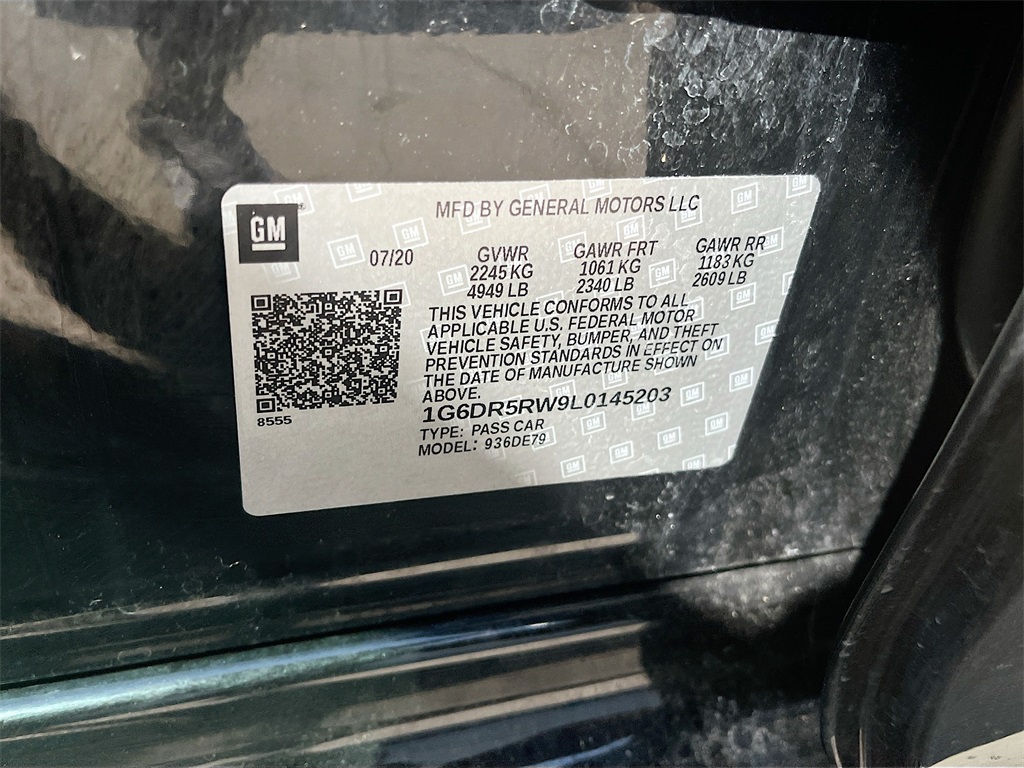 GM
MFD BY GENERAL MOTORS LLC
07/20 GVWR GAWR FRT GAWR RR
2245 KG 1061 KG 1183 KG
4949 LB 2340 LB 2609 LB
THIS VEHICLE CONFORMS TO ALL
APPLICABLE U.S. FEDERAL MOTOR
VEHICLE SAFETY, BUMPER, AND THEFT
PREVENTION STANDARDS IN EFFECT ON
THE DATE OF MANUFACTURE SHOWN
ABOVE.
8555
1G6DR5RW9L0145203
TYPE: PASS CAR
MODEL: 936DE79